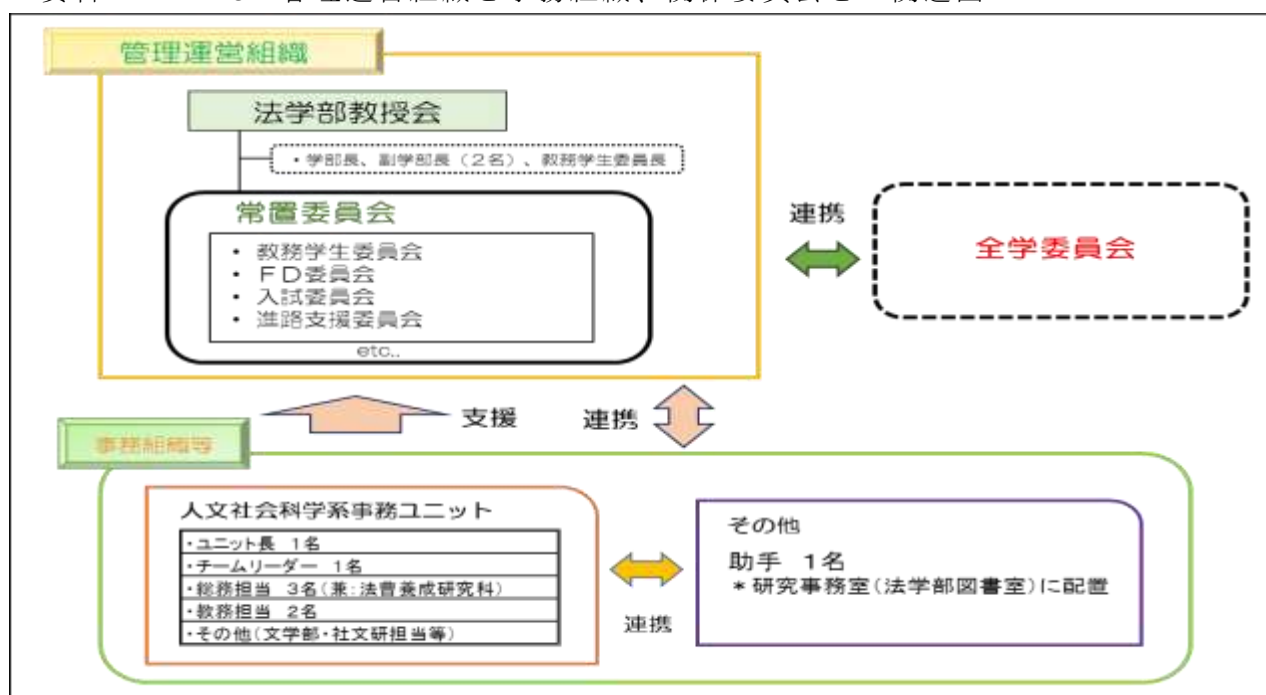 管理運営組織
法学部教授会
・学部長、副学部長(2名)、教務学生委員長
常置委員会
・ 教務学生委員会
・ FD委員会
・ 入試委員会
・ 進路支援委員会
etc..
連携
全学委員会
支援
連携
事務組織等
人文社会科学系事務ユニット
・ユニット長 1名
・チームリーダー 1名
・総務担当 3名(兼:法曹養成研究科)
・教務担当 2名
・その他(文学部・社文研担当等)
連携
その他
助手 1名
*研究事務室(法学部図書室)に配置